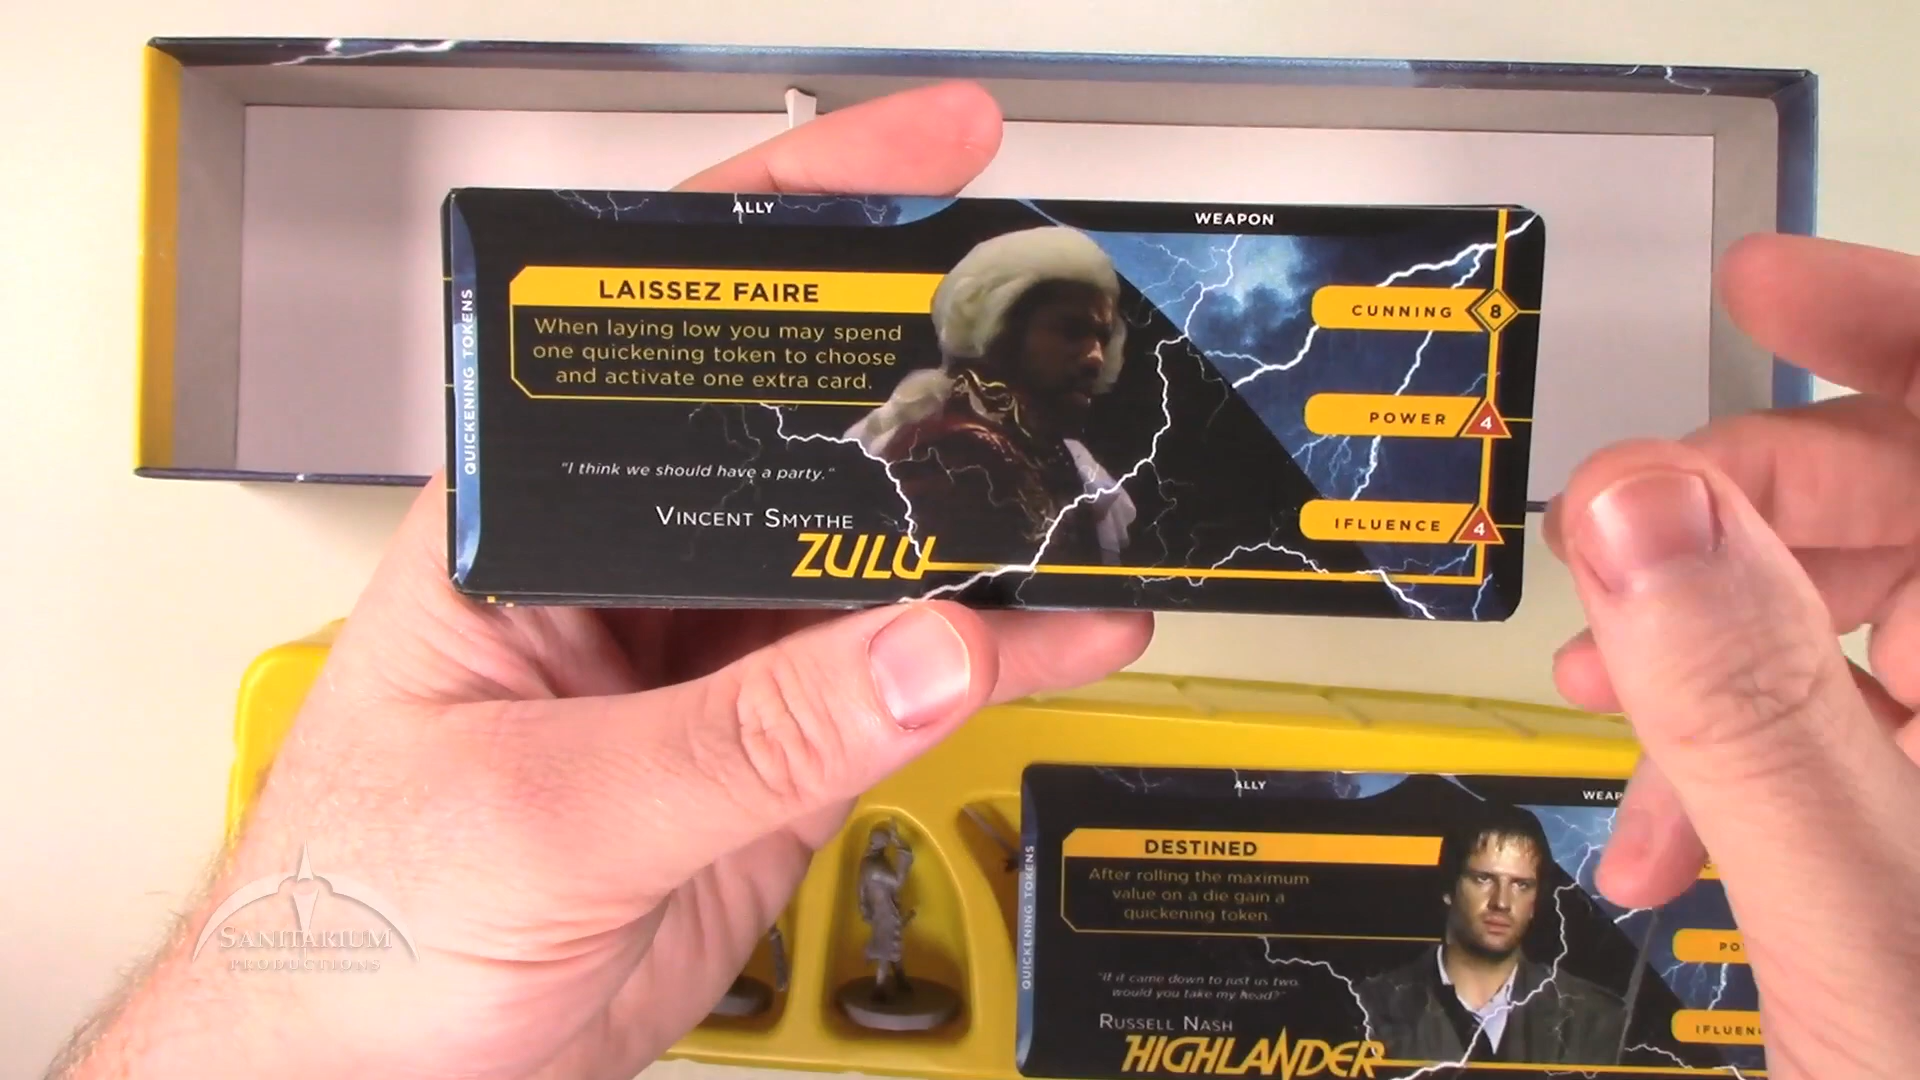 ALLY
WEAPON
QUICKENING TOKENS
LAISSEZ FAIRE
When laying low you may spend
one quickening token to choose
and activate one extra card.
"I think we should have a party."
VINCENT SMYTHE
ZULU
CUNNING 8
POWER 4
IFLUENCE 4
ALLY
WEAP
QUICKENING TOKENS
DESTINED
After rolling the maximum
value on a die gain a
quickening token.
"If it came down to just us two,
would you take my head?"
RUSSELL NASH
HIGHLANDER
PO
IFLUEN
SANITARIUM
PRODUCTIONS